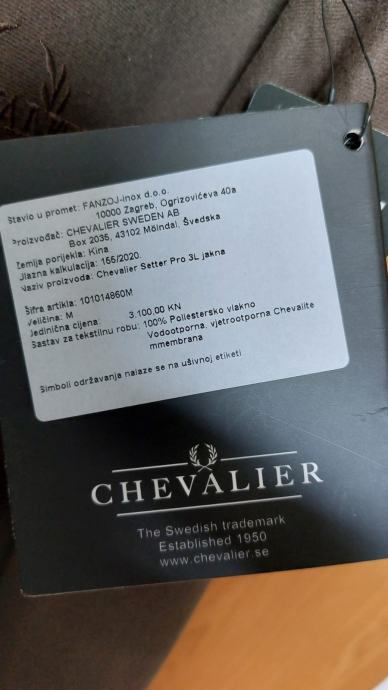 Stavio u promet: FANZOJ-inox d.o.o.
10000 Zagreb, Ogrizovićeva 40a
Proizvođač: CHEVALIER SWEDEN AB
Box 2035, 43102 Mölndal, Švedska
Zemlja porijekla: Kina
Ulazna kalkulacija: 155/2020.
Naziv proizvoda: Chevalier Setter Pro 3L jakna
Šifra artikla: 101014860M
Veličina: M
Jedinična cijena: 3.100,00 KN
Sastav za tekstilnu robu: 100% Poliestersko vlakno
Vodootporna, vjetrootporna Chevalite
mmembrana
Simboli održavanja nalaze se na ušivnoj etiketi
CHEVALIER
The Swedish trademark
Established 1950
www.chevalier.se